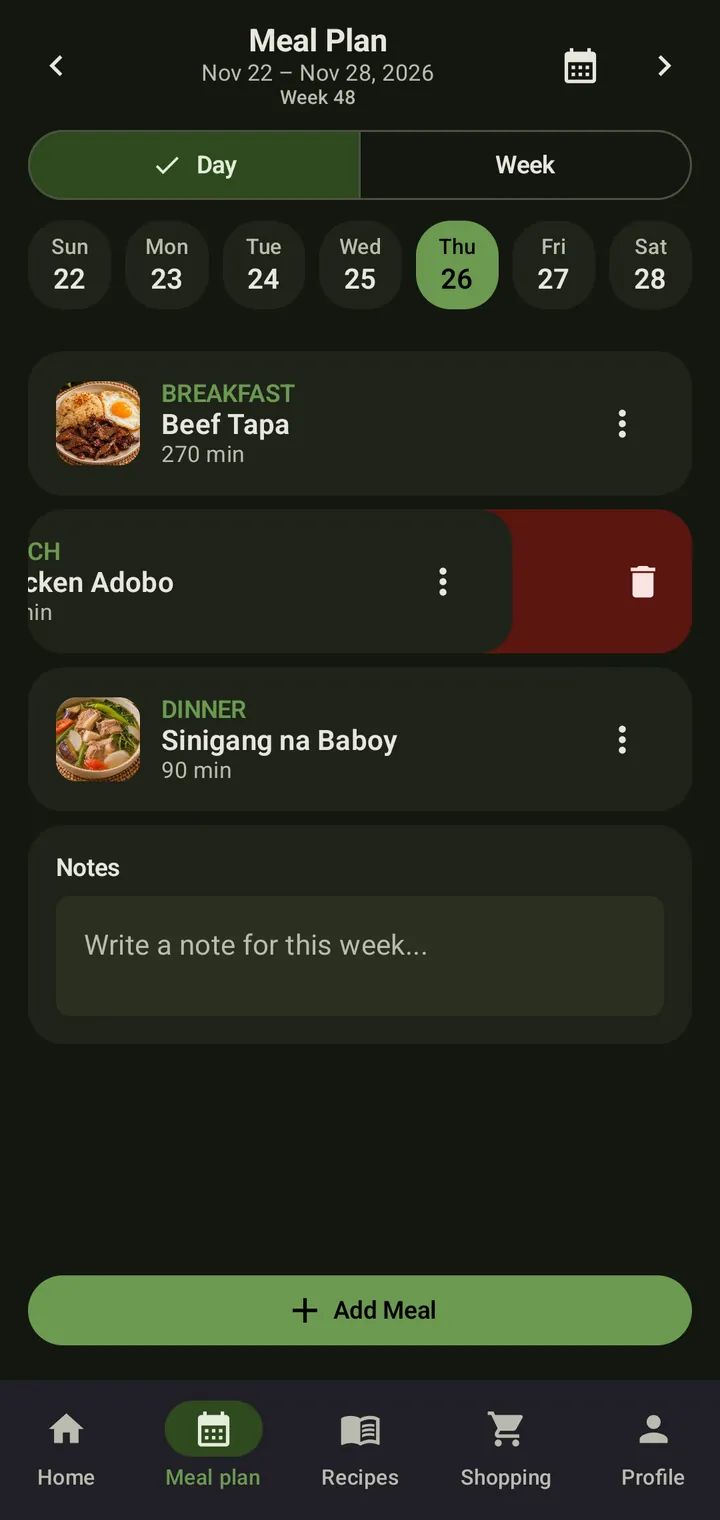 Meal Plan
Nov 22 – Nov 28, 2026
Week 48
Day
Week
Sun Mon Tue Wed Thu Fri Sat
22 23 24 25 26 27 28
BREAKFAST
Beef Tapa
270 min
CH
cken Adobo
in
DINNER
Sinigang na Baboy
90 min
Notes
Write a note for this week...
Add Meal
Home Meal plan Recipes Shopping Profile